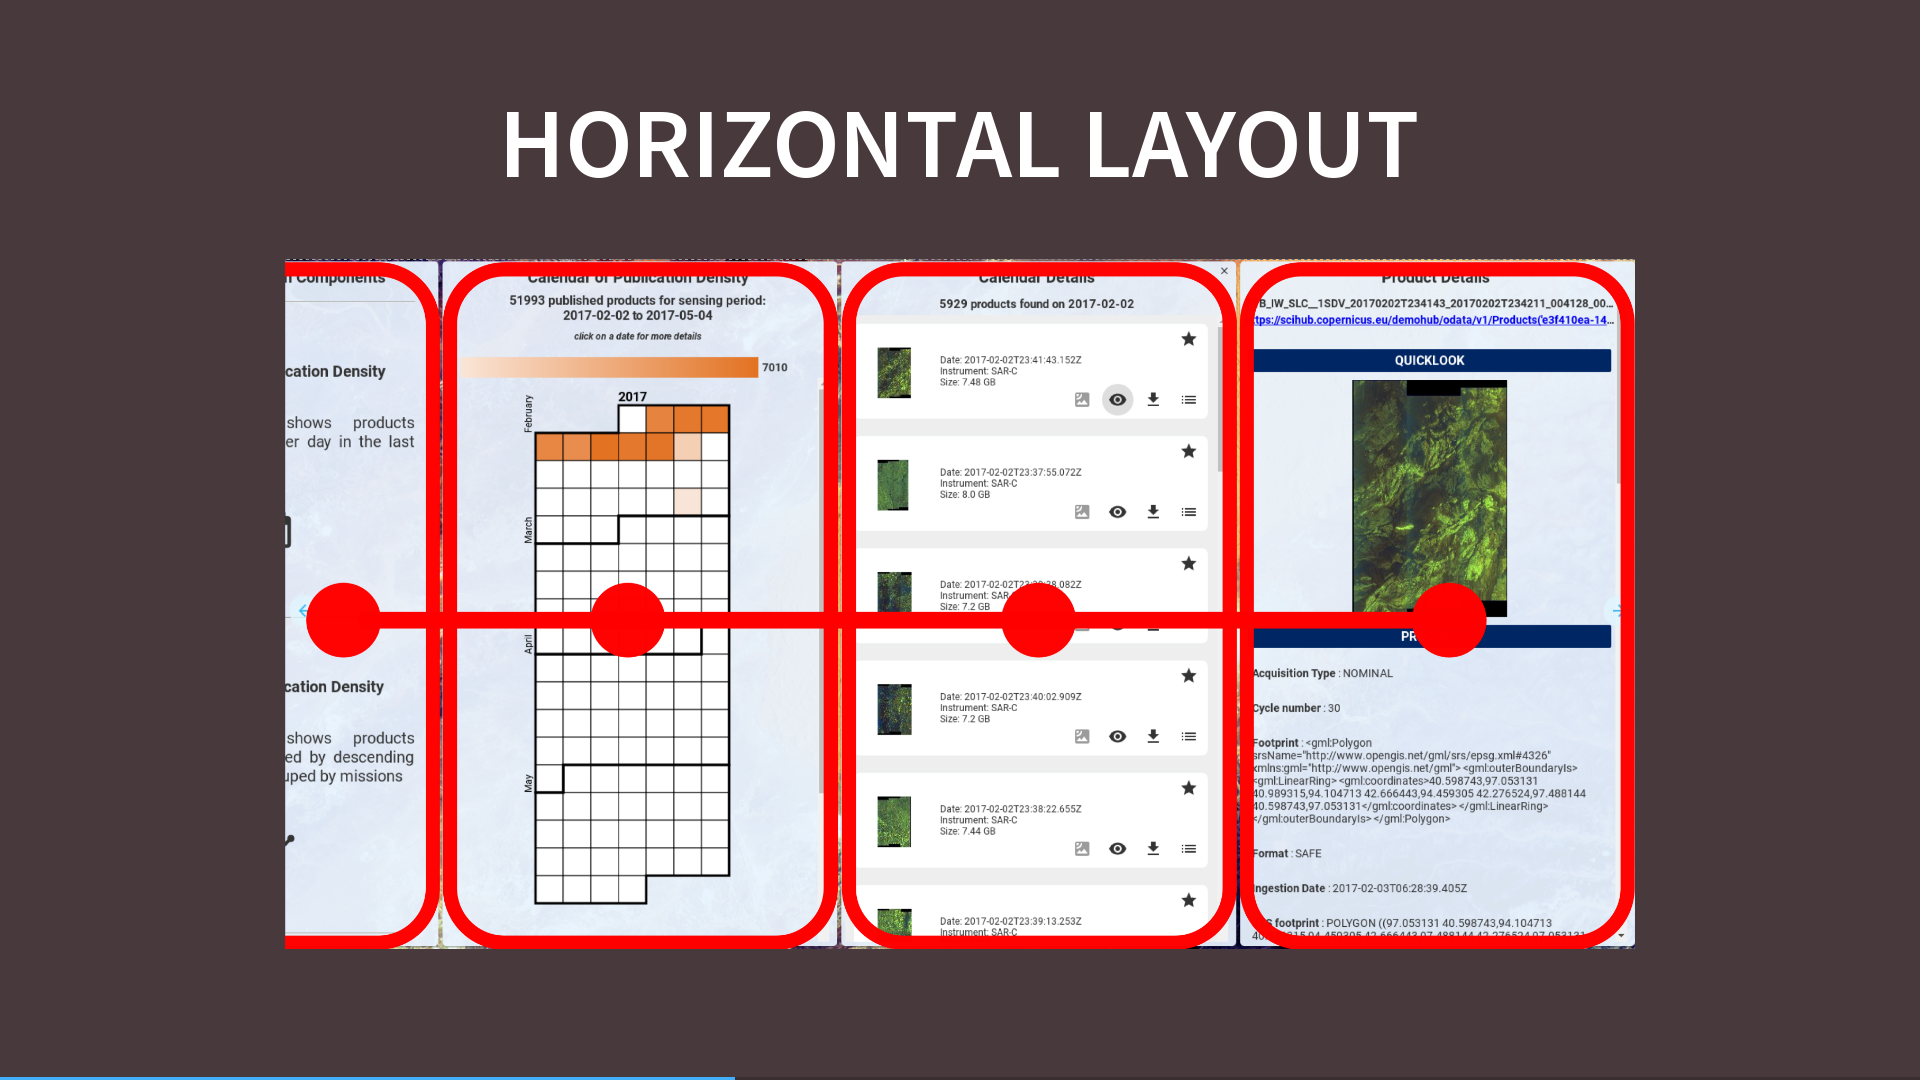 HORIZONTAL LAYOUT
Components
cation Density
shows products
er day in the last
cation Density
shows products
ed by descending
uped by missions
Calendar of Publication Density
51993 published products for sensing period:
2017-02-02 to 2017-05-04
click on a date for more details
7010
2017
February
March
April
May
Calendar Details
×
5929 products found on 2017-02-02
Date: 2017-02-02T23:41:43.152Z
Instrument: SAR-C
Size: 7.48 GB
Date: 2017-02-02T23:37:55.072Z
Instrument: SAR-C
Size: 8.0 GB
Date: 2017-02-02T23:38:28.082Z
Instrument: SAR-C
Size: 7.2 GB
Date: 2017-02-02T23:40:02.909Z
Instrument: SAR-C
Size: 7.2 GB
Date: 2017-02-02T23:38:22.655Z
Instrument: SAR-C
Size: 7.44 GB
Date: 2017-02-02T23:39:13.253Z
Instrument: SAR-C
Product Details
B_IW_SLC__1SDV_20170202T234143_20170202T234211_004128_00...
tps://scihub.copernicus.eu/demohub/odata/v1/Products('e3f410ea-14...
QUICKLOOK
PR
Acquisition Type : NOMINAL
Cycle number : 30
Footprint : <gml:Polygon
srsName="http://www.opengis.net/gml/srs/epsg.xml#4326"
xmlns:gml="http://www.opengis.net/gml"> <gml:outerBoundaryIs>
<gml:LinearRing> <gml:coordinates>40.598743,97.053131
40.989315,94.104713 42.666443,94.459305 42.276524,97.488144
40.598743,97.053131</gml:coordinates> </gml:LinearRing>
</gml:outerBoundaryIs> </gml:Polygon>
Format : SAFE
Ingestion Date : 2017-02-03T06:28:39.405Z
footprint : POLYGON ((97.053131 40.598743,94.104713